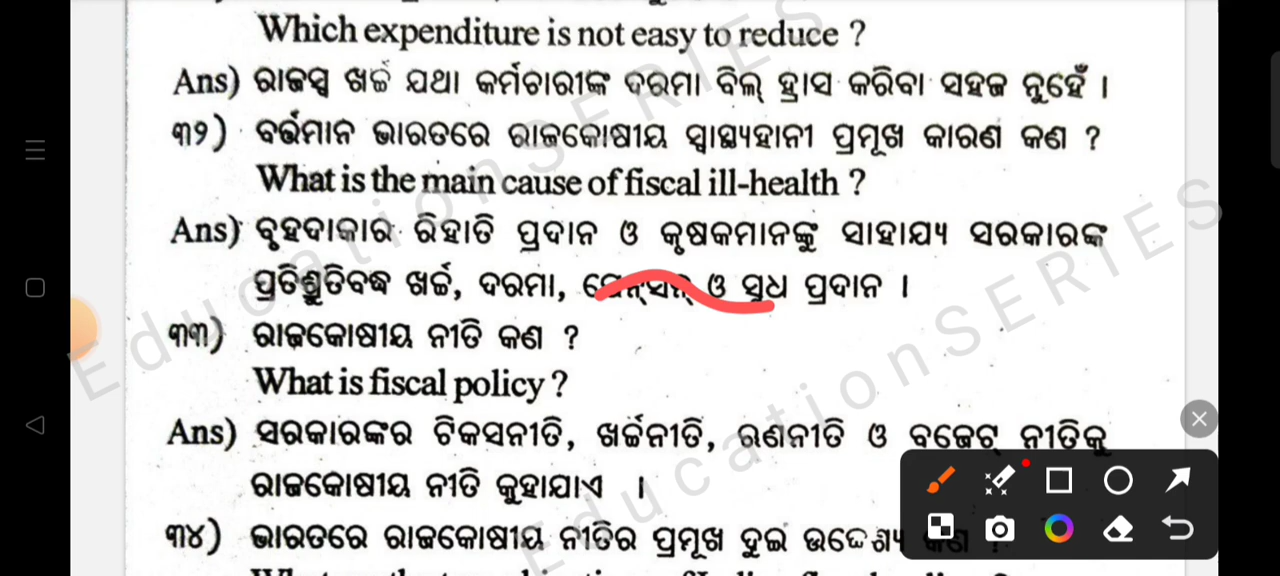 Which expenditure is not easy to reduce ?
Ans) ରାଜସ୍ୱ ଖର୍ଚ୍ଚ ଯଥା କର୍ମଚାରୀଙ୍କ ଦରମା ବିଲ୍ ହ୍ରାସ କରିବା ସହଜ ନୁହେଁ ।
୩୨) ବର୍ତ୍ତମାନ ଭାରତରେ ରାଜକୋଷୀୟ ସ୍ୱାସ୍ଥ୍ୟହାନୀ ପ୍ରମୂଖ କାରଣ କଣ ?
What is the main cause of fiscal ill-health ?
Ans) ବୃହଦାକାର ରିହାତି ପ୍ରଦାନ ଓ କୃଷକମାନଙ୍କୁ ସାହାଯ୍ୟ ସରକାରଙ୍କ
ପ୍ରତିଶ୍ରୁତିବଦ୍ଧ ଖର୍ଚ୍ଚ, ଦରମା, ପେନ୍‌ସନ୍ ଓ ସୁଧ ପ୍ରଦାନ ।
୩୩) ରାଜକୋଷୀୟ ନୀତି କଣ ?
What is fiscal policy ?
Ans) ସରକାରଙ୍କର ଟିକସନୀତି, ଖର୍ଚ୍ଚନୀତି, ଋଣନୀତି ଓ ବଜେଟ୍ ନୀତିକୁ
ରାଜକୋଷୀୟ ନୀତି କୁହାଯାଏ ।
୩୪) ଭାରତରେ ରାଜକୋଷୀୟ ନୀତିର ପ୍ରମୂଖ ଦୁଇ ଉଦ୍ଦେଶ୍ୟ କଣ ?
EducationSERIES
EducationSERIES